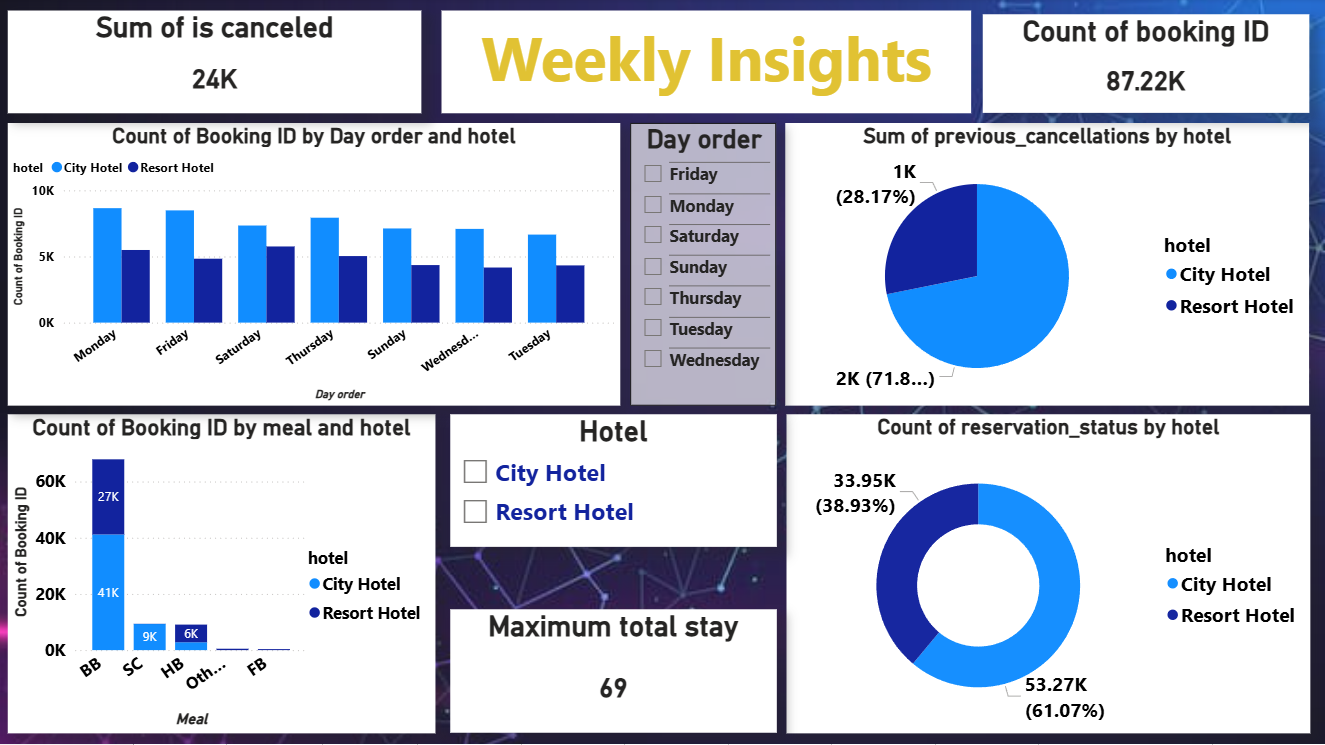 Sum of is canceled
24K
Weekly Insights
Count of booking ID
87.22K
Count of Booking ID by Day order and hotel
hotel City Hotel Resort Hotel
Count of Booking ID
10K
5K
0K
Monday
Friday
Saturday
Thursday
Sunday
Wednesd...
Tuesday
Day order
Day order
Friday
Monday
Saturday
Sunday
Thursday
Tuesday
Wednesday
Sum of previous_cancellations by hotel
1K
(28.17%)
2K (71.8...)
hotel
City Hotel
Resort Hotel
Count of Booking ID by meal and hotel
Count of Booking ID
60K
40K
20K
0K
27K
41K
9K
6K
BB
SC
HB
Oth...
FB
Meal
hotel
City Hotel
Resort Hotel
Hotel
City Hotel
Resort Hotel
Maximum total stay
69
Count of reservation_status by hotel
33.95K
(38.93%)
53.27K
(61.07%)
hotel
City Hotel
Resort Hotel